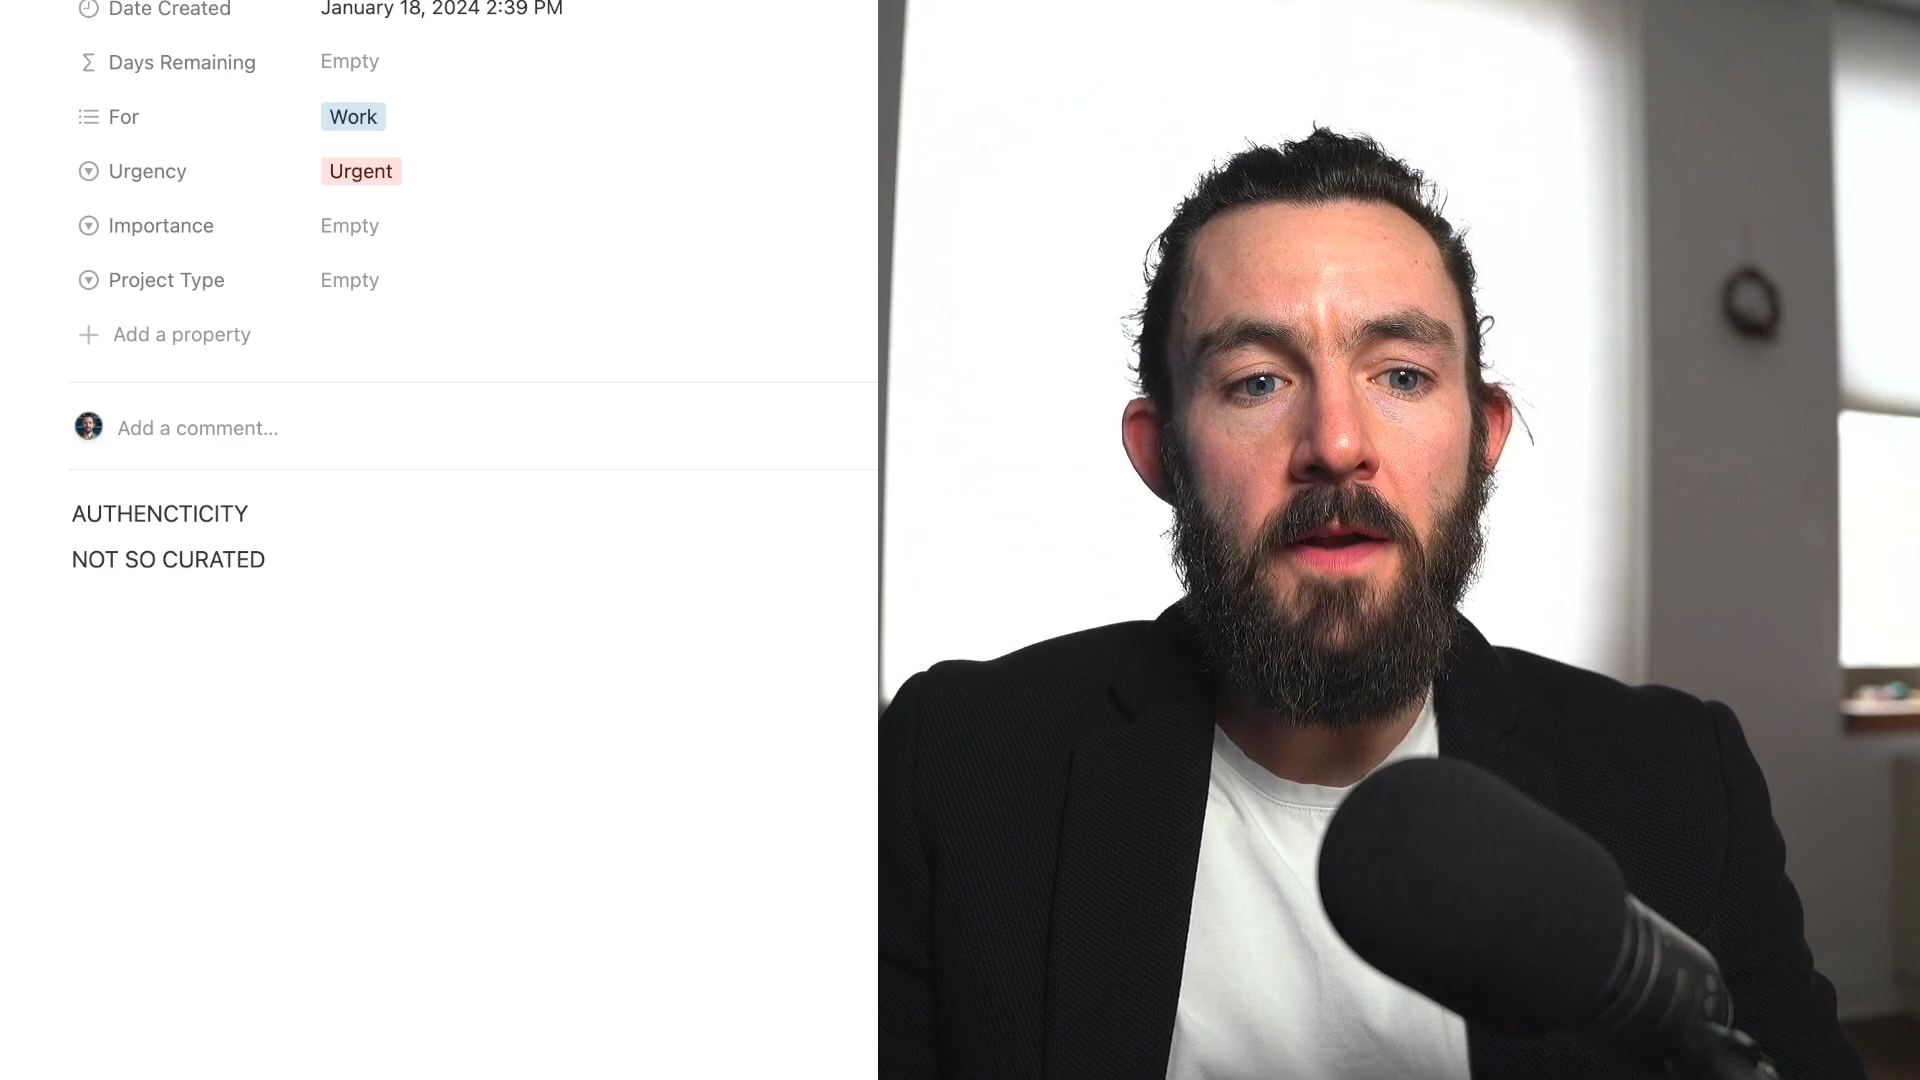 Date Created January 18, 2024 2:39 PM
Days Remaining Empty
For Work
Urgency Urgent
Importance Empty
Project Type Empty
Add a property
Add a comment...
AUTHENCTICITY
NOT SO CURATED